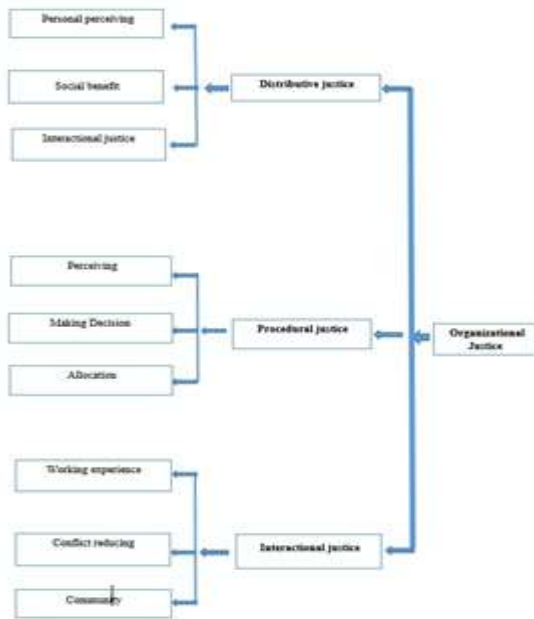 Personal perceiving
Social benefit
Interactional justice
Distributive justice
Perceiving
Making Decision
Allocation
Procedural justice
Organizational
Justice
Working experience
Conflict reducing
Community
Interactional justice